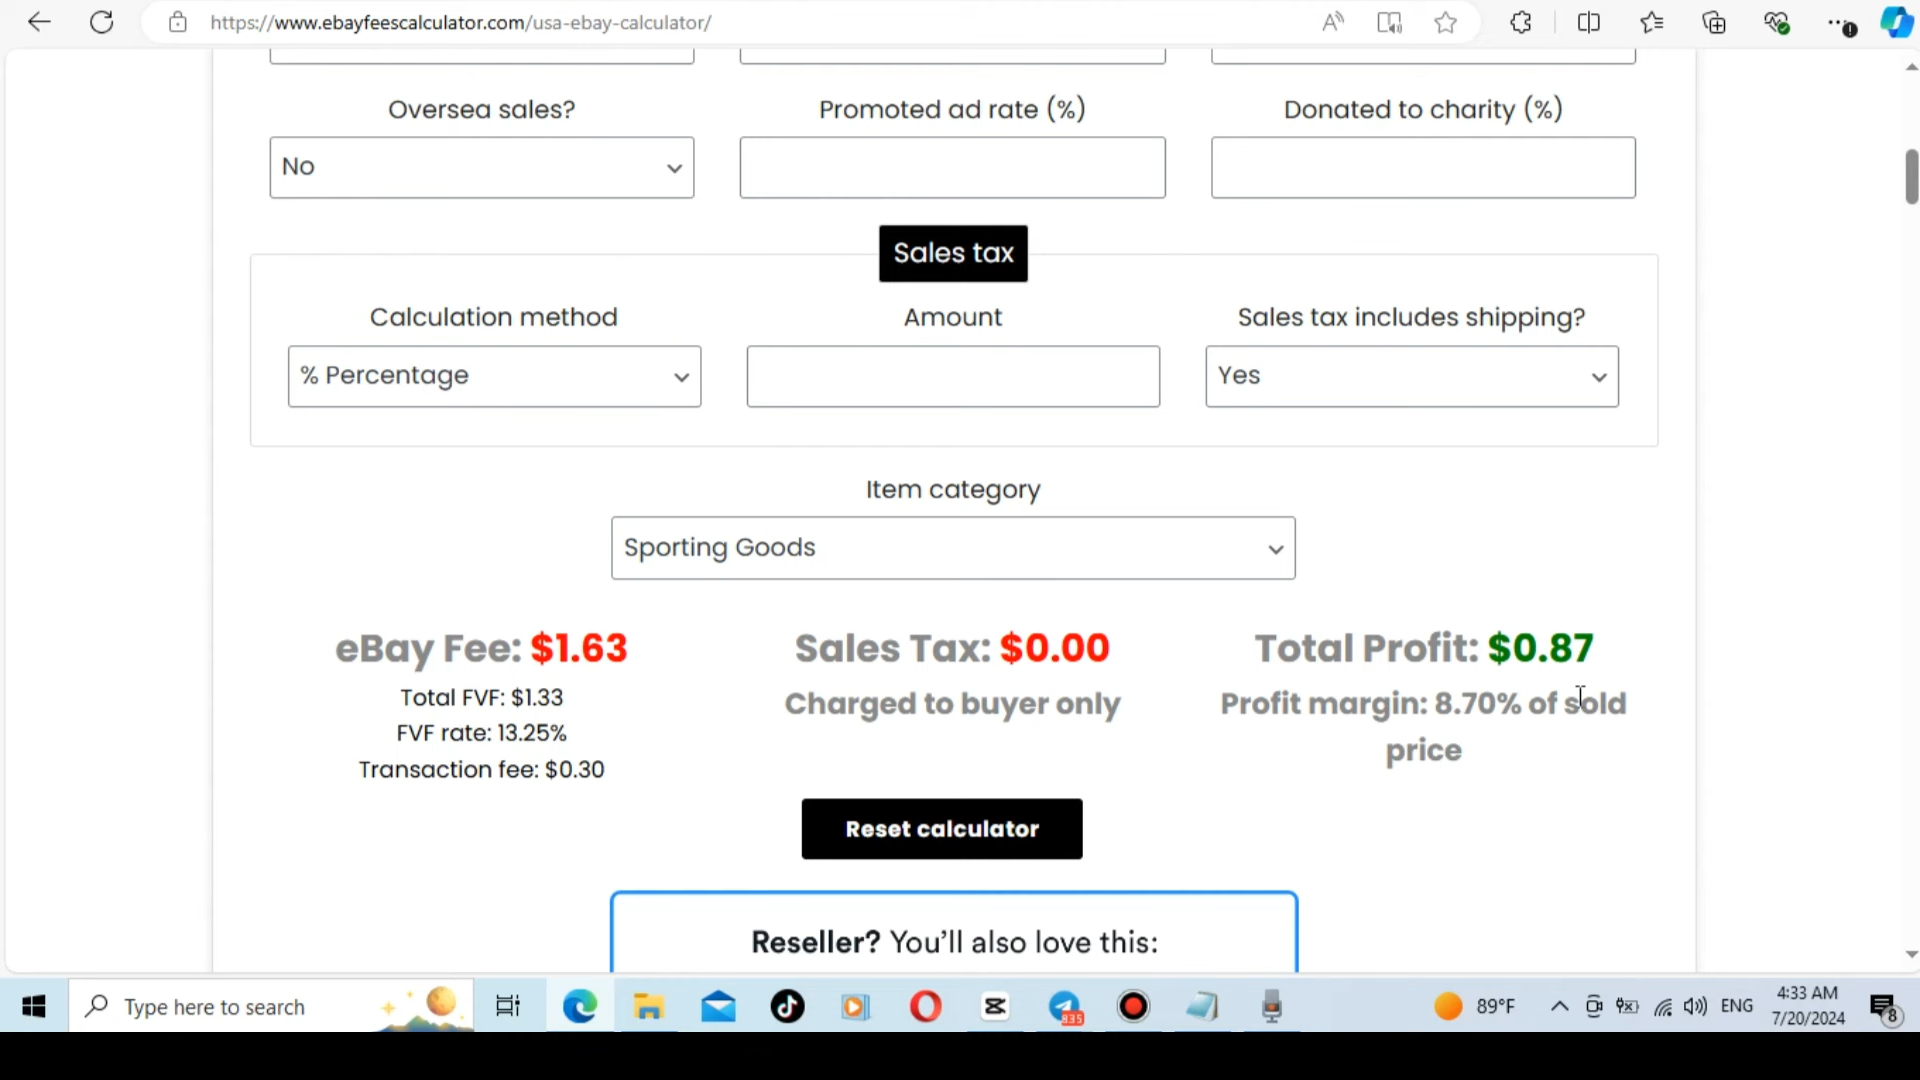 https://www.ebayfeescalculator.com/usa-ebay-calculator/
Oversea sales? Promoted ad rate (%) Donated to charity (%)
No
Sales tax
Calculation method Amount Sales tax includes shipping?
% Percentage Yes
Item category
Sporting Goods
eBay Fee: $1.63 Sales Tax: $0.00 Total Profit: $0.87
Total FVF: $1.33 Charged to buyer only Profit margin: 8.70% of sold
FVF rate: 13.25% price
Transaction fee: $0.30
Reset calculator
Reseller? You'll also love this:
Type here to search 835 89°F ENG 4:33 AM
7/20/2024 8